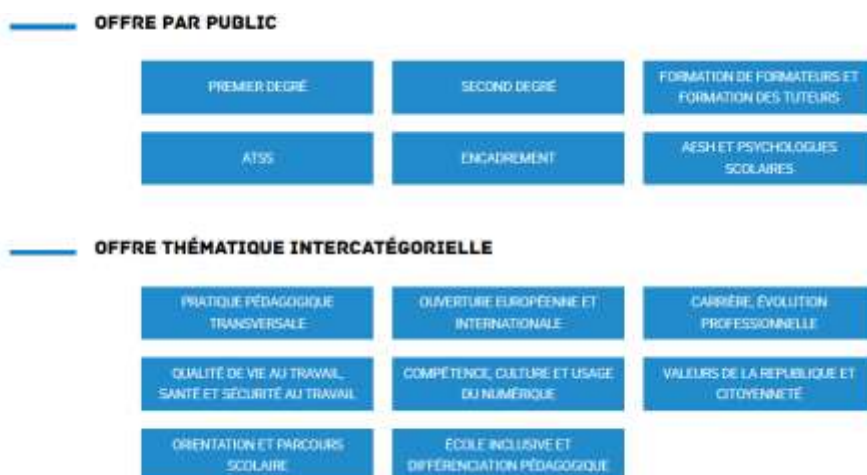 OFFRE PAR PUBLIC
PREMIER DEGRÉ
SECOND DEGRÉ
FORMATION DE FORMATEURS ET
FORMATION DES TUTEURS
ATSS
ENCADREMENT
AESH ET PSYCHOLOGUES
SCOLAIRES
OFFRE THÉMATIQUE INTERCATÉGORIELLE
PRATIQUE PÉDAGOGIQUE
TRANSVERSALE
OUVERTURE EUROPÉENNE ET
INTERNATIONALE
CARRIÈRE, ÉVOLUTION
PROFESSIONNELLE
QUALITÉ DE VIE AU TRAVAIL,
SANTÉ ET SÉCURITÉ AU TRAVAIL
COMPÉTENCE, CULTURE ET USAGE
DU NUMÉRIQUE
VALEURS DE LA REPUBLIQUE ET
CITOYENNETÉ
ORIENTATION ET PARCOURS
SCOLAIRE
ÉCOLE INCLUSIVE ET
DIFFÉRENCIATION PÉDAGOGIQUE